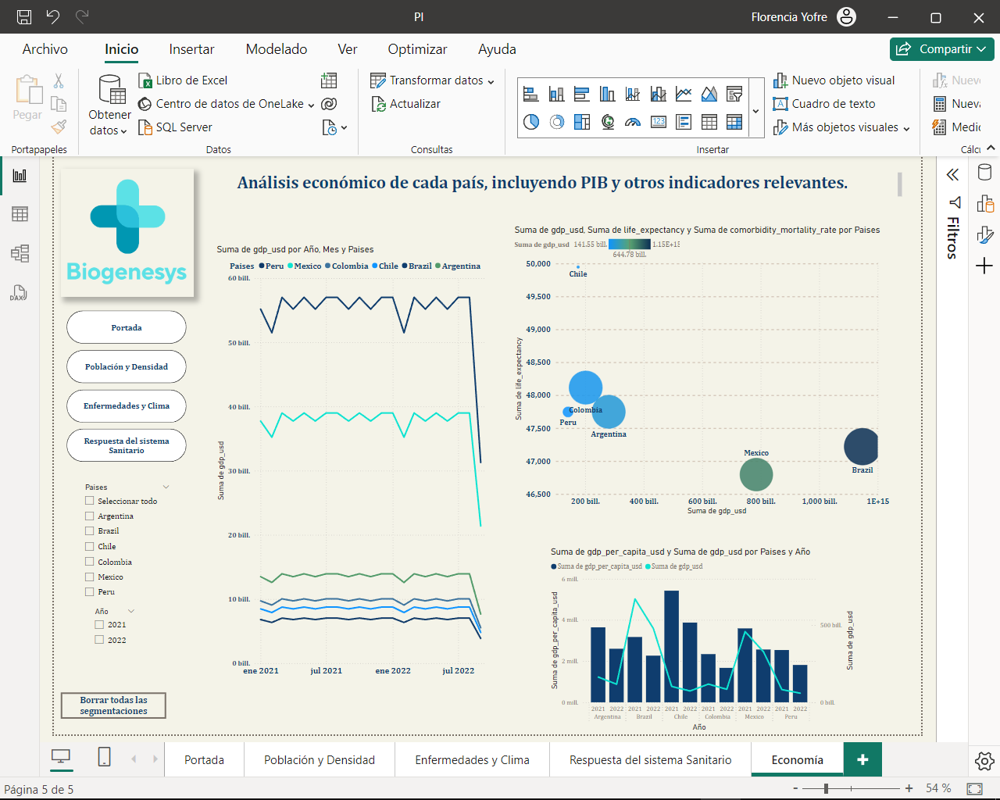 PI
Florencia Yofre
Archivo
Inicio
Insertar
Modelado
Ver
Optimizar
Ayuda
Compartir
Pegar
Portapapeles
Obtener
datos
Libro de Excel
Centro de datos de OneLake
SQL Server
Datos
Transformar datos
Actualizar
Consultas
123
Insertar
Nuevo objeto visual
Cuadro de texto
Más objetos visuales
Biogenesys
Análisis económico de cada país, incluyendo PIB y otros indicadores relevantes.
Portada
Población y Densidad
Enfermedades y Clima
Respuesta del sistema
Sanitario
Paises
Seleccionar todo
Argentina
Brazil
Chile
Colombia
Mexico
Peru
Año
2021
2022
Borrar todas las
segmentaciones
Suma de gdp_usd por Año, Mes y Paises
Paises Peru Mexico Colombia Chile Brazil Argentina
60 bill.
50 bill.
40 bill.
30 bill.
20 bill.
10 bill.
0 bill.
Suma de gdp_usd
ene 2021 jul 2021 ene 2022 jul 2022
Suma de gdp_usd, Suma de life_expectancy y Suma de comorbidity_mortality_rate por Paises
Suma de gdp_usd 141.55 bill. 1.15E+15
644.78 bill.
50,000
49,500
49,000
48,500
48,000
47,500
47,000
46,500
Suma de life_expectancy
Chile
Colombia
Peru
Argentina
Mexico
Brazil
200 bill. 400 bill. 600 bill. 800 bill. 1,000 bill. 1E+15
Suma de gdp_usd
Suma de gdp_per_capita_usd y Suma de gdp_usd por Paises y Año
Suma de gdp_per_capita_usd Suma de gdp_usd
6 mill.
4 mill.
2 mill.
0 mill.
Suma de gdp_per_capita_usd
500 bill.
0 bill.
Suma de gdp_usd
2021 2022 2021 2022 2021 2022 2021 2022 2021 2022 2021 2022
Argentina Brazil Chile Colombia Mexico Peru
Año
Filtros
DAX
Portada
Población y Densidad
Enfermedades y Clima
Respuesta del sistema Sanitario
Economía
Página 5 de 5
54 %